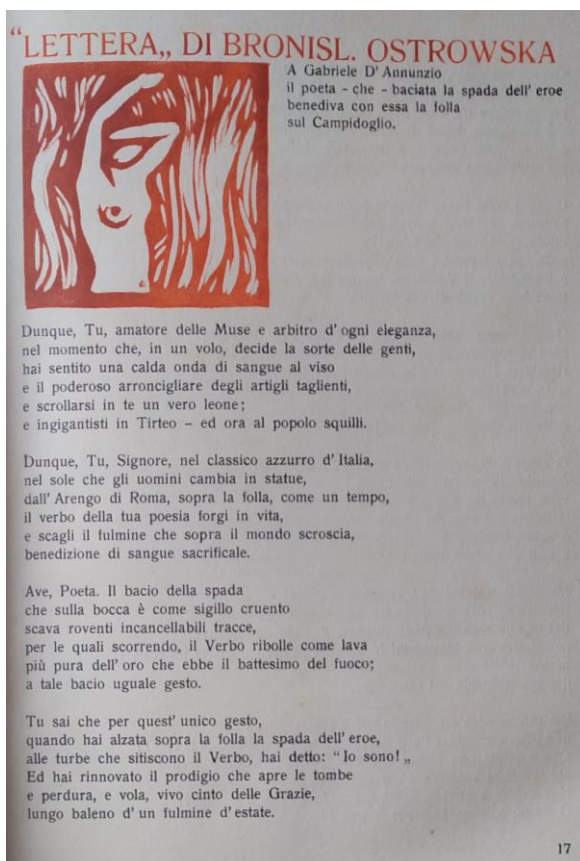 “LETTERA„ DI BRONISL. OSTROWSKA
A Gabriele D' Annunzio
il poeta - che - baciata la spada dell' eroe
benediva con essa la folla
sul Campidoglio.
Dunque, Tu, amatore delle Muse e arbitro d' ogni eleganza,
nel momento che, in un volo, decide la sorte delle genti,
hai sentito una calda onda di sangue al viso
e il poderoso arroncigliare degli artigli taglienti,
e scrollarsi in te un vero leone;
e ingigantisti in Tirteo - ed ora al popolo squilli.
Dunque, Tu, Signore, nel classico azzurro d' Italia,
nel sole che gli uomini cambia in statue,
dall' Arengo di Roma, sopra la folla, come un tempo,
il verbo della tua poesia forgi in vita,
e scagli il fulmine che sopra il mondo scroscia,
benedizione di sangue sacrificale.
Ave, Poeta. Il bacio della spada
che sulla bocca è come sigillo cruento
scava roventi incancellabili tracce,
per le quali scorrendo, il Verbo ribolle come lava
più pura dell' oro che ebbe il battesimo del fuoco;
a tale bacio uguale gesto.
Tu sai che per quest' unico gesto,
quando hai alzata sopra la folla la spada dell' eroe,
alle turbe che sitiscono il Verbo, hai detto: “Io sono!„
Ed hai rinnovato il prodigio che apre le tombe
e perdura, e vola, vivo cinto delle Grazie,
lungo baleno d' un fulmine d' estate.
17